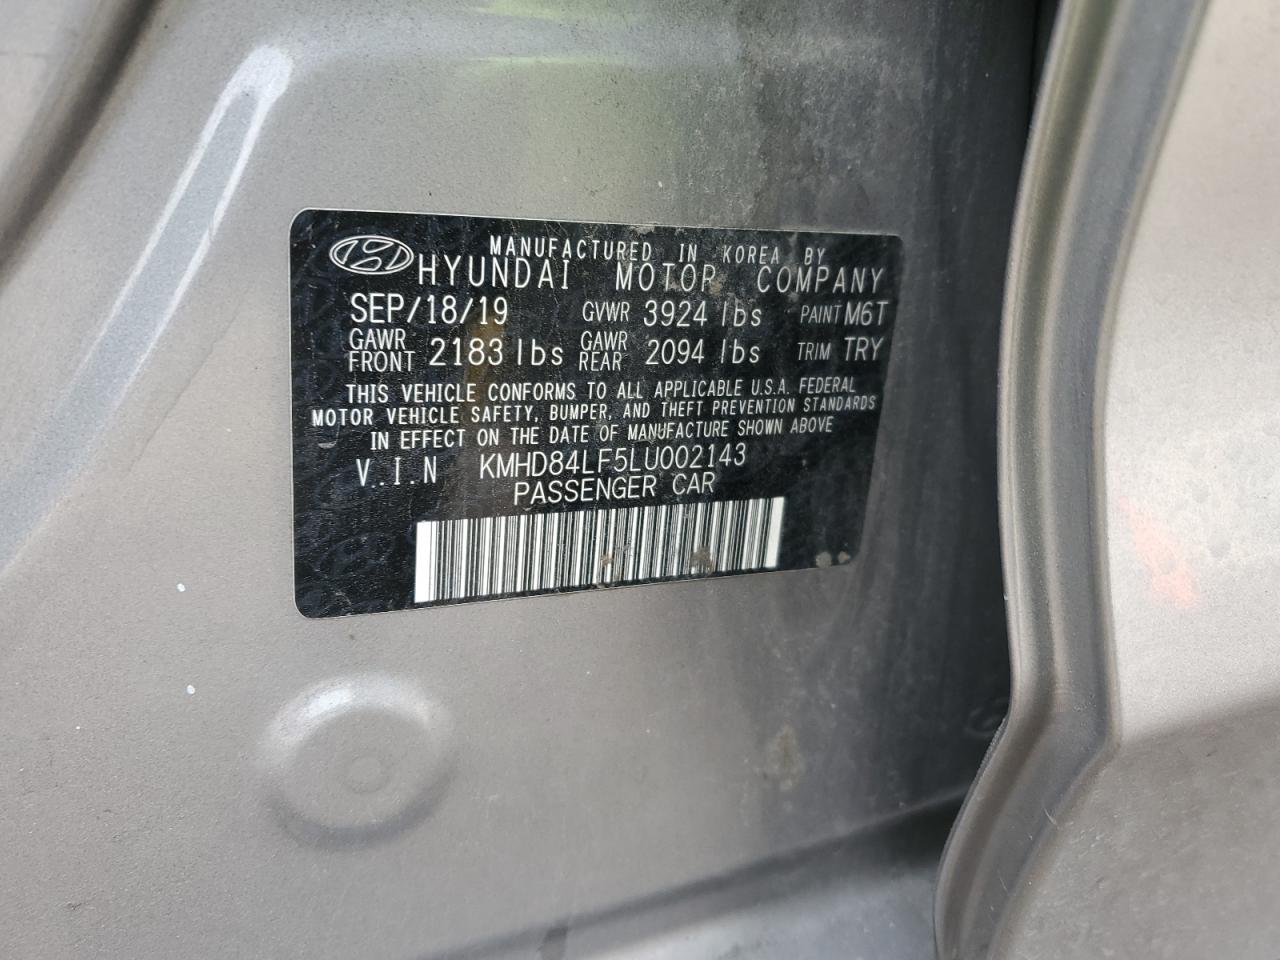 MANUFACTURED IN KOREA BY
HYUNDAI MOTOR COMPANY
SEP/18/19 GVWR 3924 lbs PAINT M6T
GAWR FRONT 2183 lbs GAWR REAR 2094 lbs TRIM TRY
THIS VEHICLE CONFORMS TO ALL APPLICABLE U.S.A. FEDERAL
MOTOR VEHICLE SAFETY, BUMPER, AND THEFT PREVENTION STANDARDS
IN EFFECT ON THE DATE OF MANUFACTURE SHOWN ABOVE
V.I.N KMHD84LF5LU002143
PASSENGER CAR